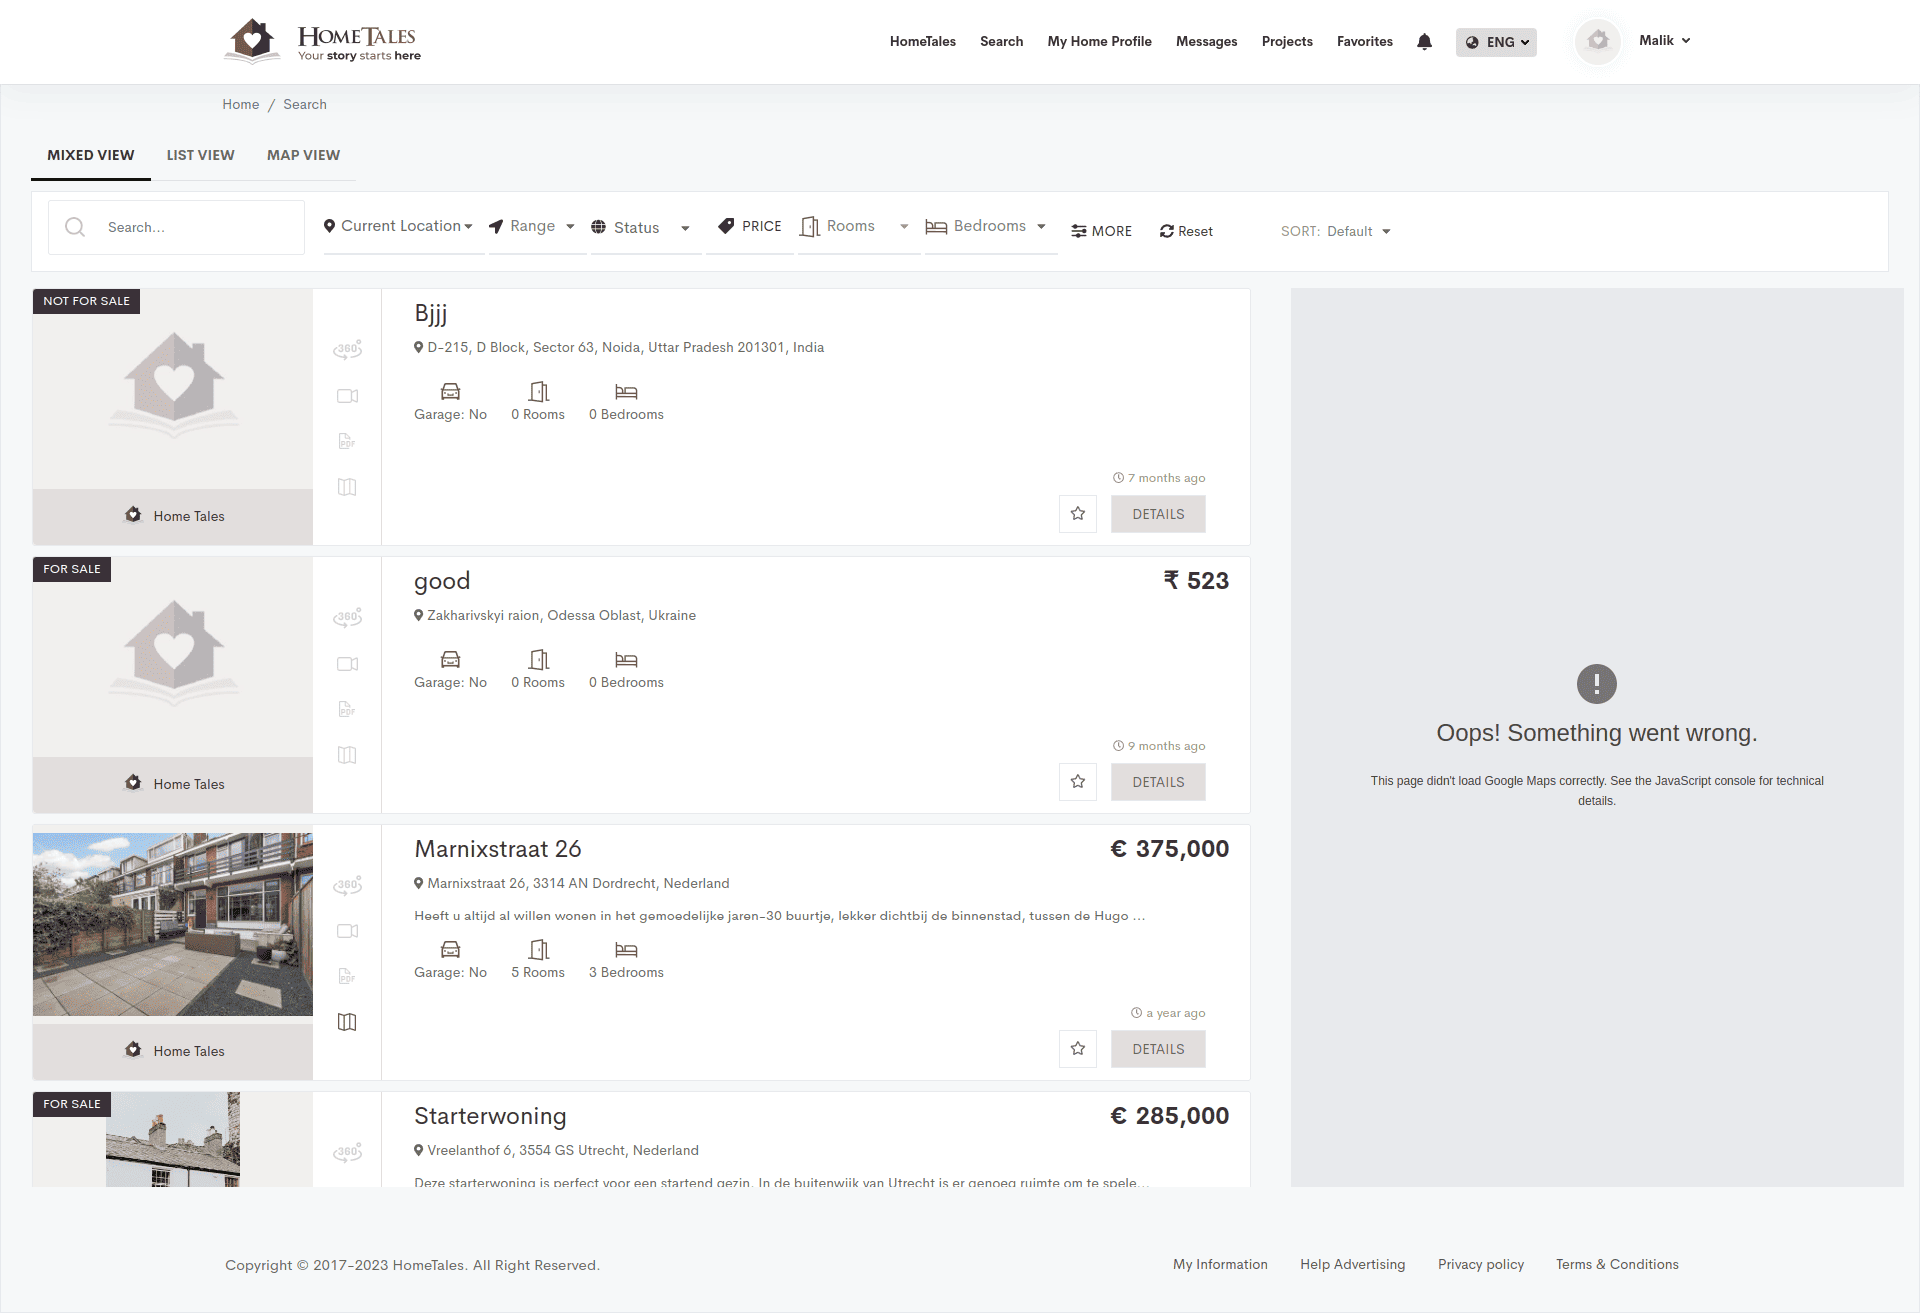 HomeTales
Your story starts here
HomeTales Search My Home Profile Messages Projects Favorites ENG Malik
Home / Search
MIXED VIEW LIST VIEW MAP VIEW
Search... Current Location Range Status PRICE Rooms Bedrooms MORE Reset SORT: Default
NOT FOR SALE
Home Tales
360°
PDF
Bjjj
D-215, D Block, Sector 63, Noida, Uttar Pradesh 201301, India
Garage: No 0 Rooms 0 Bedrooms
7 months ago
DETAILS
FOR SALE
Home Tales
360°
PDF
good
₹ 523
Zakharivskyi raion, Odessa Oblast, Ukraine
Garage: No 0 Rooms 0 Bedrooms
9 months ago
DETAILS
Home Tales
360°
PDF
Marnixstraat 26
€ 375,000
Marnixstraat 26, 3314 AN Dordrecht, Nederland
Heeft u altijd al willen wonen in het gemoedelijke jaren-30 buurtje, lekker dichtbij de binnenstad, tussen de Hugo ...
Garage: No 5 Rooms 3 Bedrooms
a year ago
DETAILS
FOR SALE
360°
Starterwoning
€ 285,000
Vreelanthof 6, 3554 GS Utrecht, Nederland
Deze starterwoning is perfect voor een startend gezin. In de buitenwijk van Utrecht is er genoeg ruimte om te spele...
Oops! Something went wrong.
This page didn't load Google Maps correctly. See the JavaScript console for technical
details.
Copyright © 2017-2023 HomeTales. All Right Reserved.
My Information Help Advertising Privacy policy Terms & Conditions